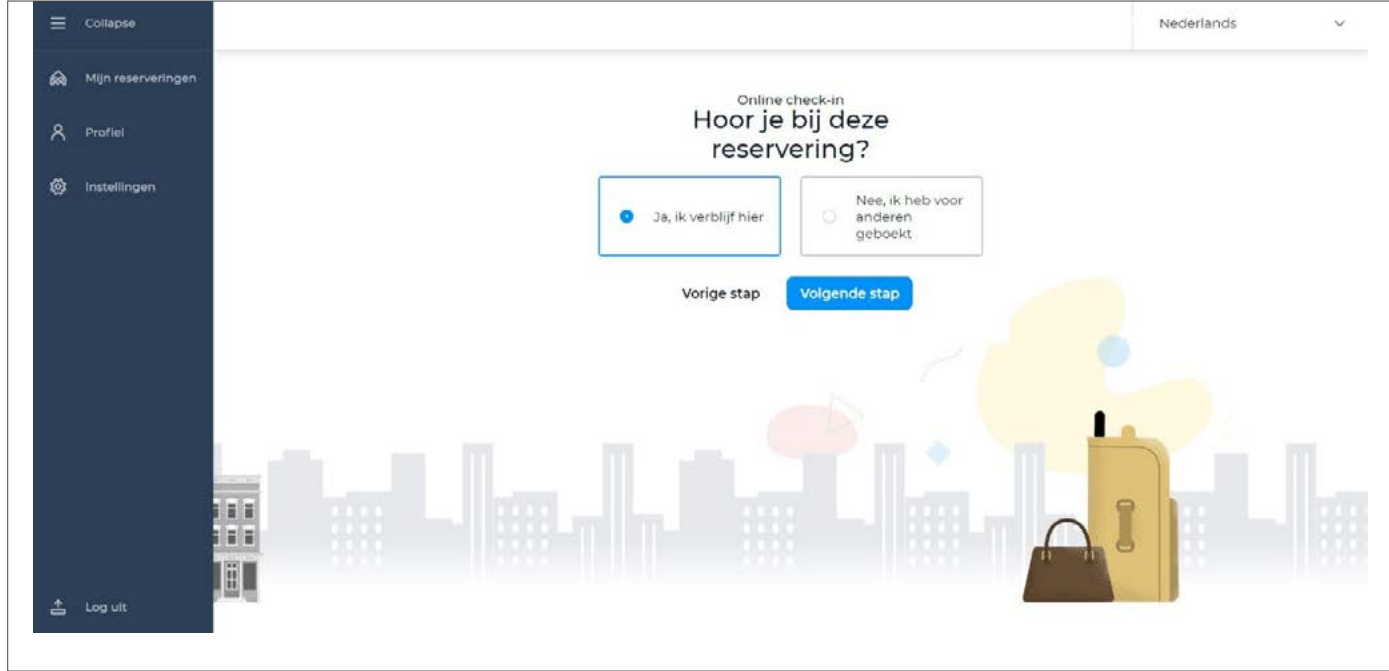 Collapse
Nederlands
Mijn reserveringen
Profiel
Instellingen
Online check-in
Hoor je bij deze
reservering?
Ja, ik verblijf hier
Nee, ik heb voor
anderen
geboekt
Vorige stap
Volgende stap
Log uit